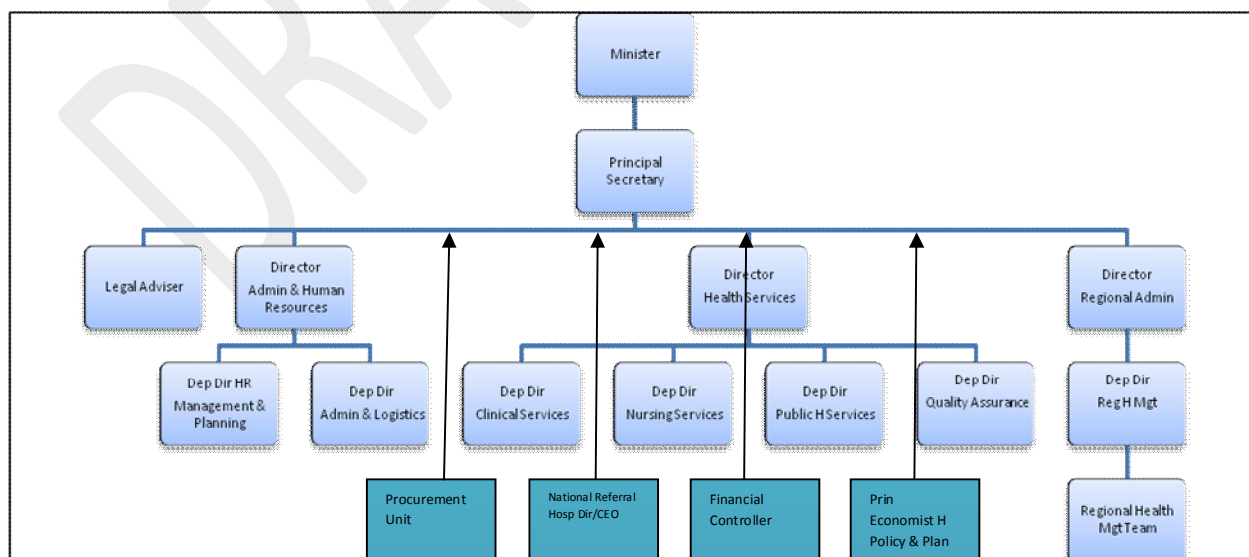 DRA
Minister
Principal
Secretary
Legal Adviser
Director
Admin & Human
Resources
Director
Health Services
Director
Regional Admin
Dep Dir HR
Management &
Planning
Dep Dir
Admin & Logistics
Dep Dir
Clinical Services
Dep Dir
Nursing Services
Dep Dir
Public H Services
Dep Dir
Quality Assurance
Dep Dir
Reg H Mgt
Procurement
Unit
National Referral
Hosp Dir/CEO
Financial
Controller
Prin
Economist H
Policy & Plan
Regional Health
Mgt Team